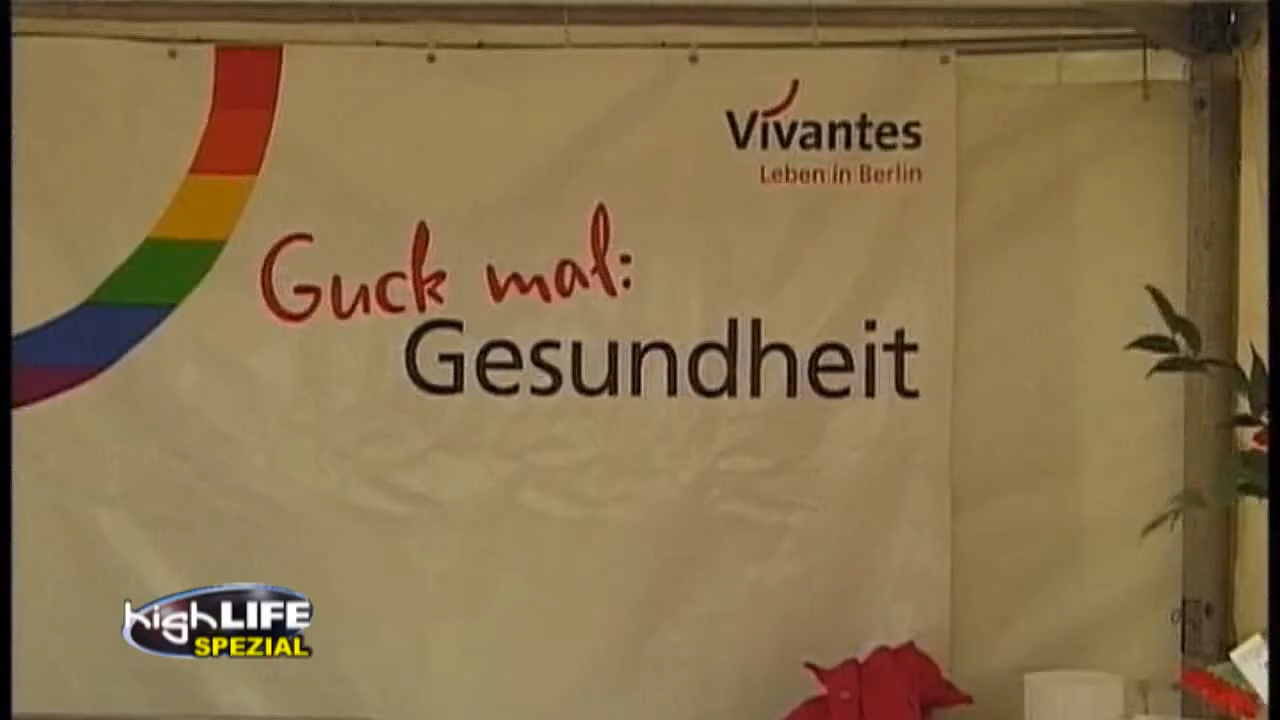 Vivantes
Leben in Berlin
Guck mal:
Gesundheit
highLIFE
SPEZIAL